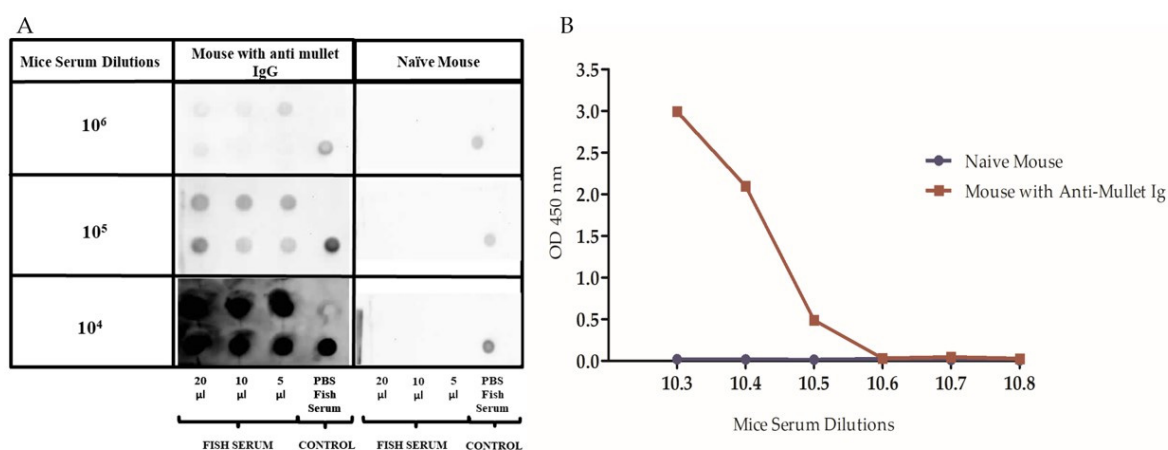 A
Mice Serum Dilutions
Mouse with anti mullet
IgG
Naïve Mouse
10⁶
10⁵
10⁴
20
µl
10
µl
5
µl
PBS
Fish
Serum
20
µl
10
µl
5
µl
PBS
Fish
Serum
FISH SERUM
CONTROL
FISH SERUM
CONTROL
B
3.5
3.0
2.5
2.0
1.5
1.0
0.5
0.0
OD 450 nm
10.3
10.4
10.5
10.6
10.7
10.8
Mice Serum Dilutions
Naive Mouse
Mouse with Anti-Mullet Ig